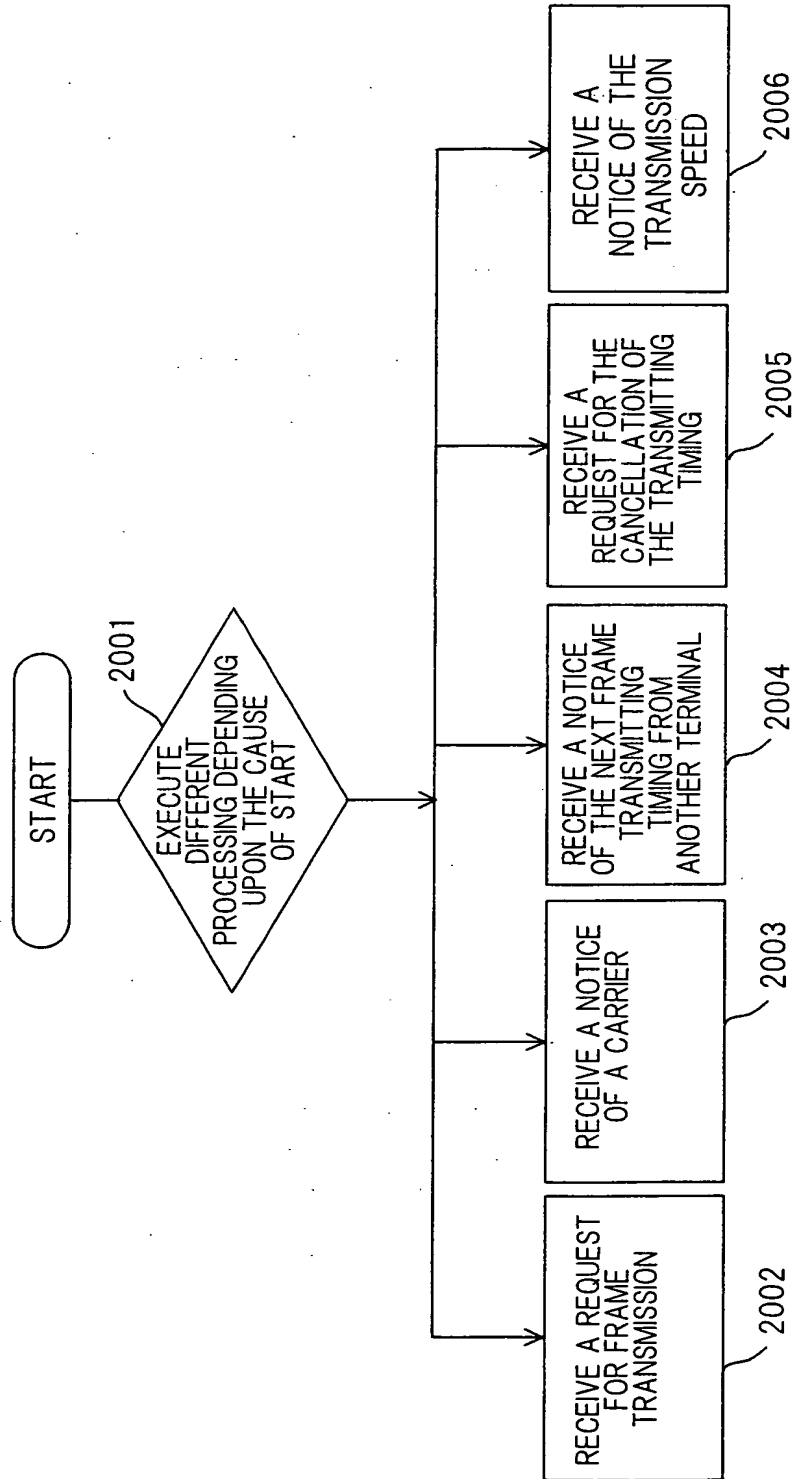 START
2001
EXECUTE
DIFFERENT
PROCESSING DEPENDING
UPON THE CAUSE
OF START
RECEIVE A REQUEST
FOR FRAME
TRANSMISSION
2002
RECEIVE A NOTICE
OF A CARRIER
2003
RECEIVE A NOTICE
OF THE NEXT FRAME
TRANSMITTING
TIMING FROM
ANOTHER TERMINAL
2004
RECEIVE A
REQUEST FOR THE
CANCELLATION OF
THE TRANSMITTING
TIMING
2005
RECEIVE A
NOTICE OF THE
TRANSMISSION
SPEED
2006